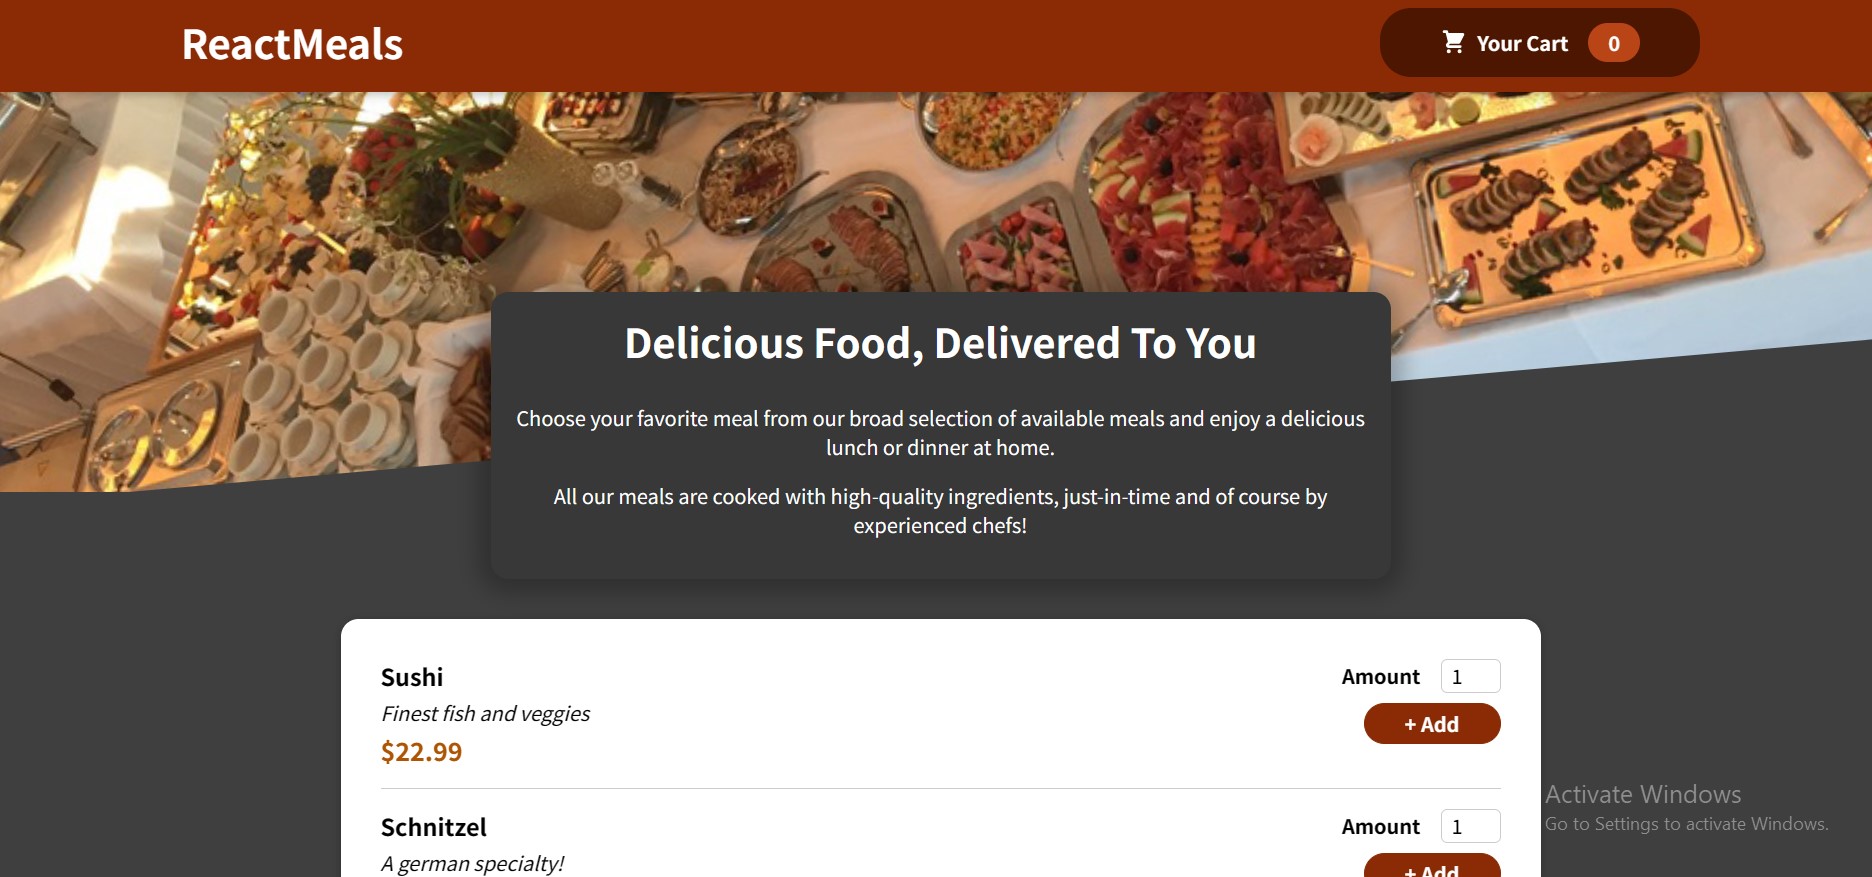 ReactMeals
Your Cart 0
Delicious Food, Delivered To You
Choose your favorite meal from our broad selection of available meals and enjoy a delicious
lunch or dinner at home.
All our meals are cooked with high-quality ingredients, just-in-time and of course by
experienced chefs!
Sushi
Amount 1
Finest fish and veggies
+ Add
$22.99
Schnitzel
Amount 1
A german specialty!
+ Add
Activate Windows
Go to Settings to activate Windows.